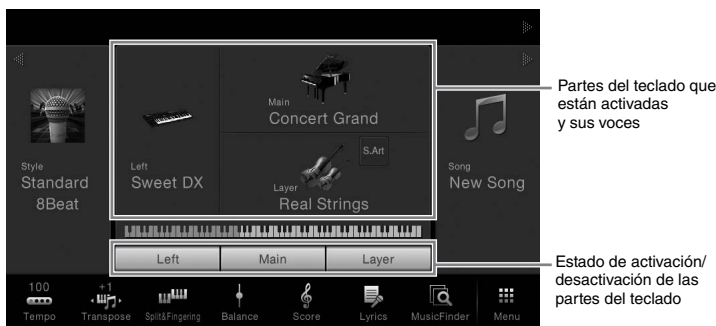 Style
Standard
8Beat
Left
Sweet DX
Main
Concert Grand
S.Art
Layer
Real Strings
Song
New Song
Left
Main
Layer
100
Tempo
+1
Transpose
Split&Fingering
Balance
Score
Lyrics
MusicFinder
Menu
Partes del teclado que
están activadas
y sus voces
Estado de activación/
desactivación de las
partes del teclado